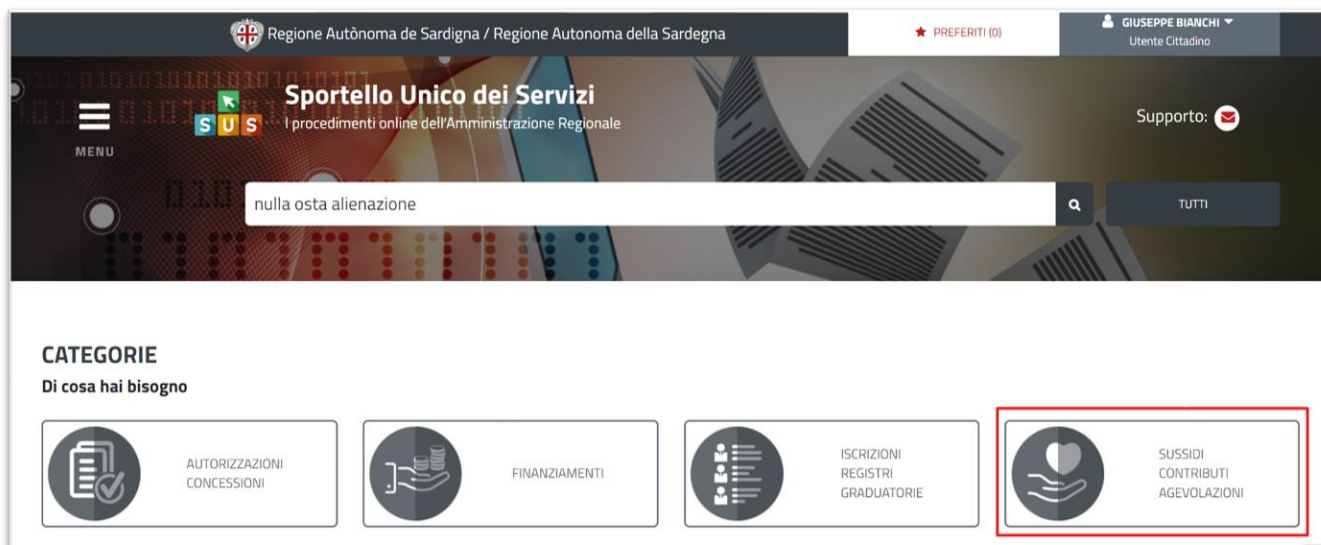 Regione Autònoma de Sardigna / Regione Autonoma della Sardegna
PREFERITI (0)
GIUSEPPE BIANCHI
Utente Cittadino
MENU
SUS
Sportello Unico dei Servizi
I procedimenti online dell'Amministrazione Regionale
Supporto:
nulla osta alienazione
TUTTI
CATEGORIE
Di cosa hai bisogno
AUTORIZZAZIONI
CONCESSIONI
FINANZIAMENTI
ISCRIZIONI
REGISTRI
GRADUATORIE
SUSSIDI
CONTRIBUTI
AGEVOLAZIONI